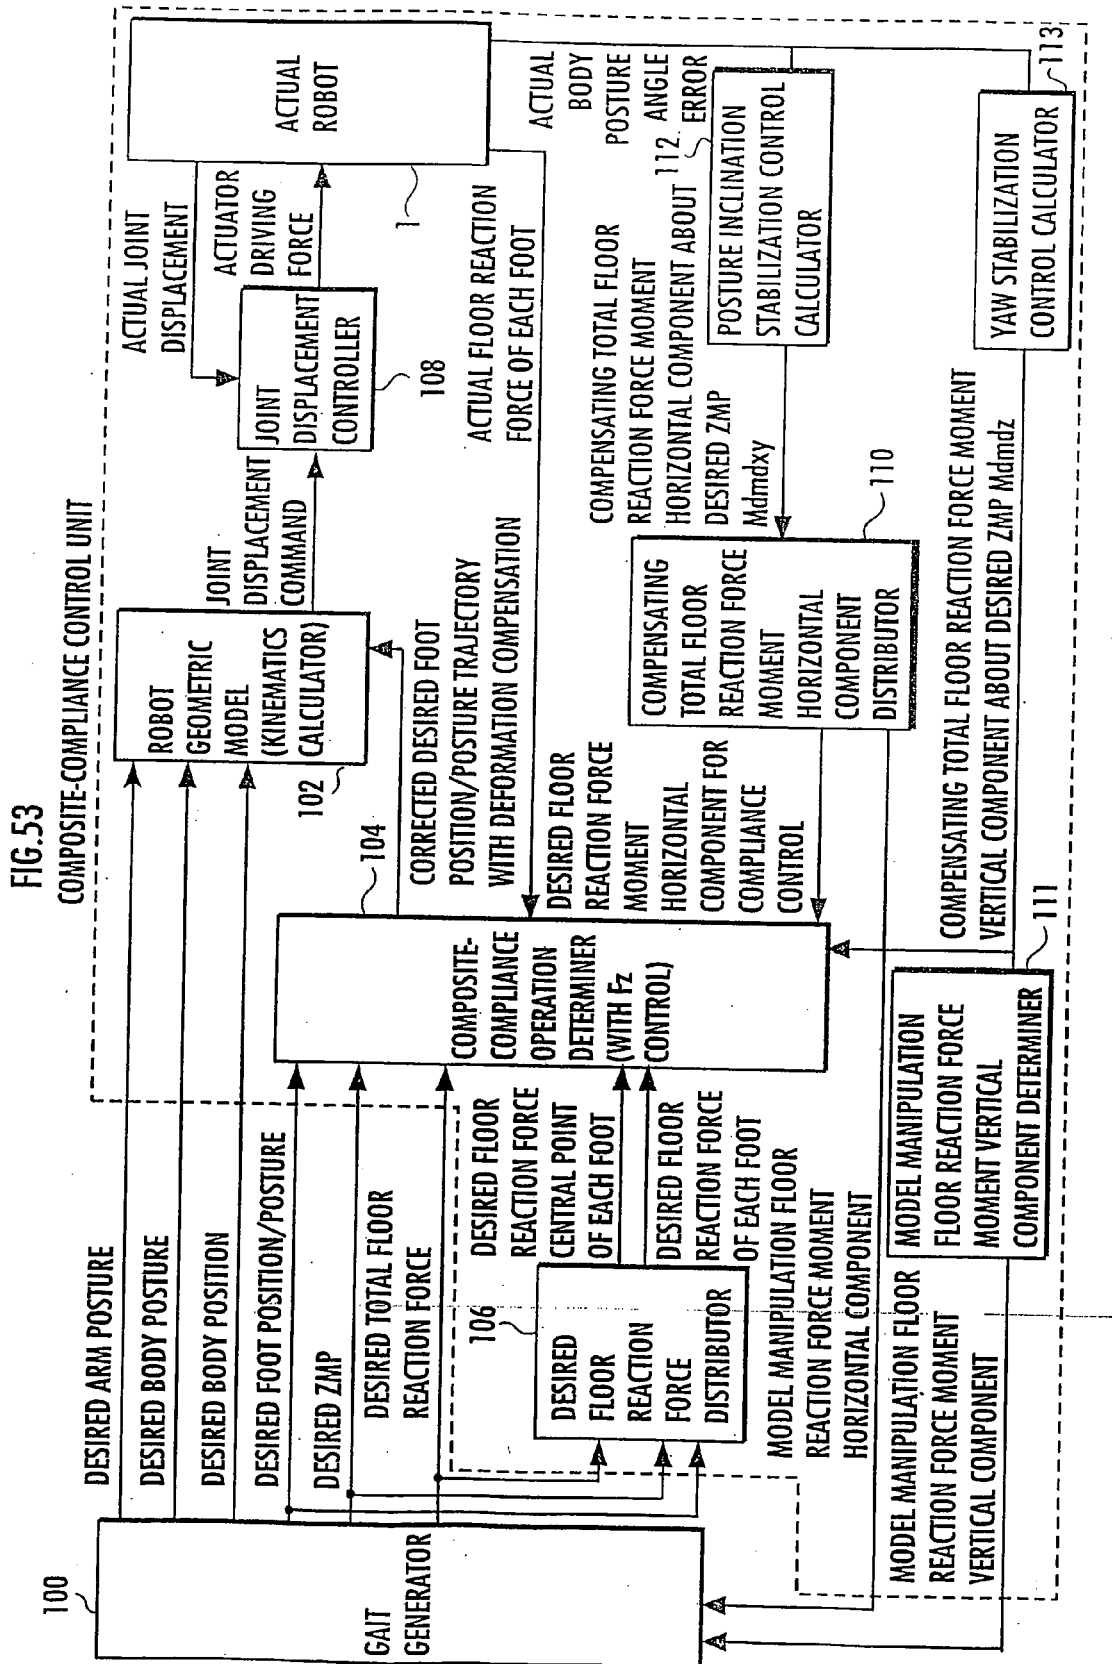 FIG.53
COMPOSITE-COMPLIANCE CONTROL UNIT
100
GAIT
GENERATOR
DESIRED ARM POSTURE
DESIRED BODY POSTURE
DESIRED BODY POSITION
DESIRED FOOT POSITION/POSTURE
DESIRED ZMP
DESIRED TOTAL FLOOR
REACTION FORCE
106
DESIRED
FLOOR
REACTION
FORCE
DISTRIBUTOR
DESIRED FLOOR
REACTION FORCE
CENTRAL POINT
OF EACH FOOT
DESIRED FLOOR
REACTION FORCE
OF EACH FOOT
MODEL MANIPULATION FLOOR
REACTION FORCE MOMENT
HORIZONTAL COMPONENT
MODEL MANIPULATION FLOOR
REACTION FORCE MOMENT
VERTICAL COMPONENT
102
ROBOT
GEOMETRIC
MODEL
(KINEMATICS
CALCULATOR)
104
COMPOSITE-
COMPLIANCE
OPERATION
DETERMINER
(WITH Fz
CONTROL)
CORRECTED DESIRED FOOT
POSITION/POSTURE TRAJECTORY
WITH DEFORMATION COMPENSATION
JOINT
DISPLACEMENT
COMMAND
JOINT
DISPLACEMENT
CONTROLLER
108
ACTUAL JOINT
DISPLACEMENT
ACTUATOR
DRIVING
FORCE
ACTUAL
ROBOT
1
ACTUAL FLOOR REACTION
FORCE OF EACH FOOT
ACTUAL
BODY
POSTURE
ANGLE
ERROR
DESIRED FLOOR
REACTION FORCE
MOMENT
HORIZONTAL
COMPONENT FOR
COMPLIANCE
CONTROL
COMPENSATING
TOTAL FLOOR
REACTION FORCE
MOMENT
HORIZONTAL
COMPONENT
DISTRIBUTOR
110
COMPENSATING TOTAL FLOOR
REACTION FORCE MOMENT
HORIZONTAL COMPONENT ABOUT
DESIRED ZMP
Mdmdxy
112
POSTURE INCLINATION
STABILIZATION CONTROL
CALCULATOR
111
MODEL MANIPULATION
FLOOR REACTION FORCE
MOMENT VERTICAL
COMPONENT DETERMINER
COMPENSATING TOTAL FLOOR REACTION FORCE MOMENT
VERTICAL COMPONENT ABOUT DESIRED ZMP Mdmdz
YAW STABILIZATION
CONTROL CALCULATOR
113